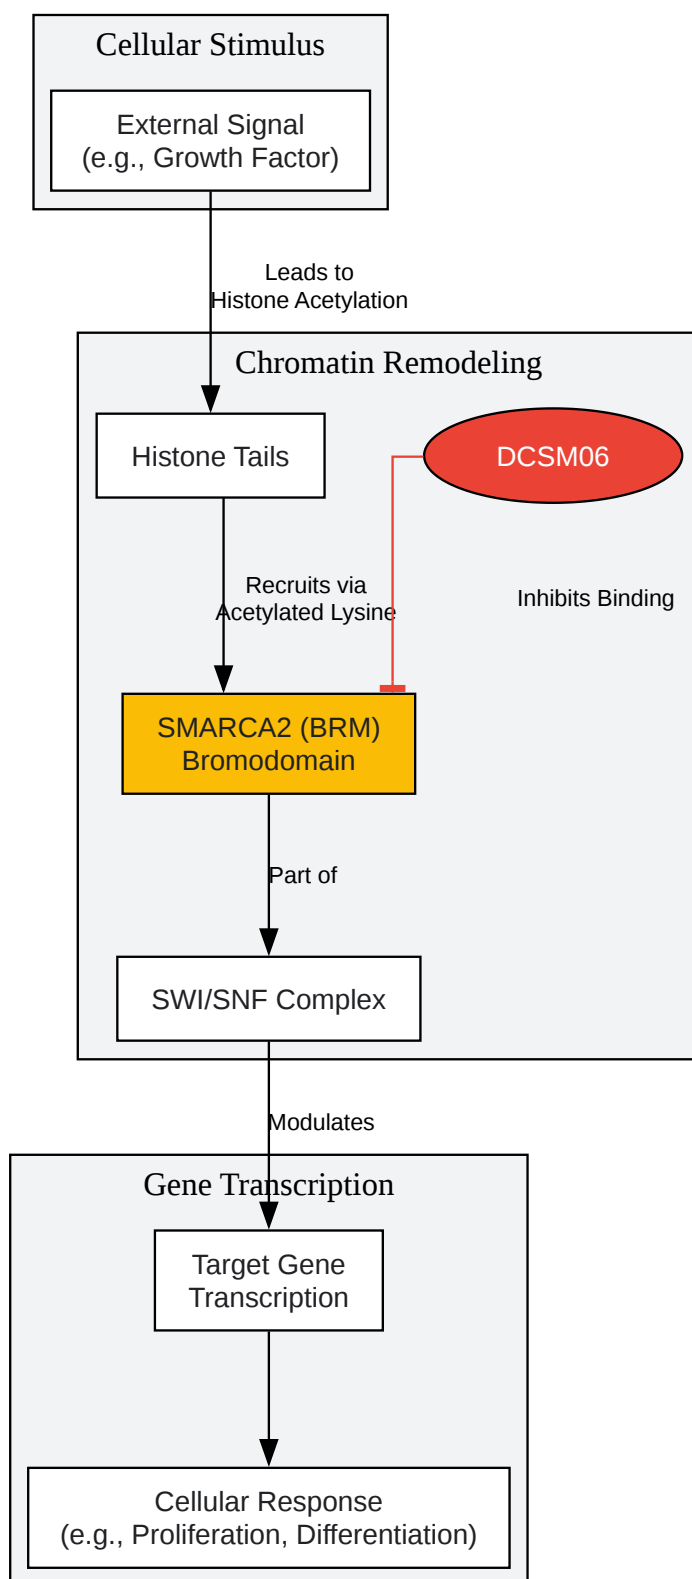 Cellular Stimulus
External Signal
(e.g., Growth Factor)
Leads to
Histone Acetylation
Chromatin Remodeling
Histone Tails
DCSM06
Recruits via
Acetylated Lysine
Inhibits Binding
SMARCA2 (BRM)
Bromodomain
Part of
SWI/SNF Complex
Modulates
Gene Transcription
Target Gene
Transcription
Cellular Response
(e.g., Proliferation, Differentiation)